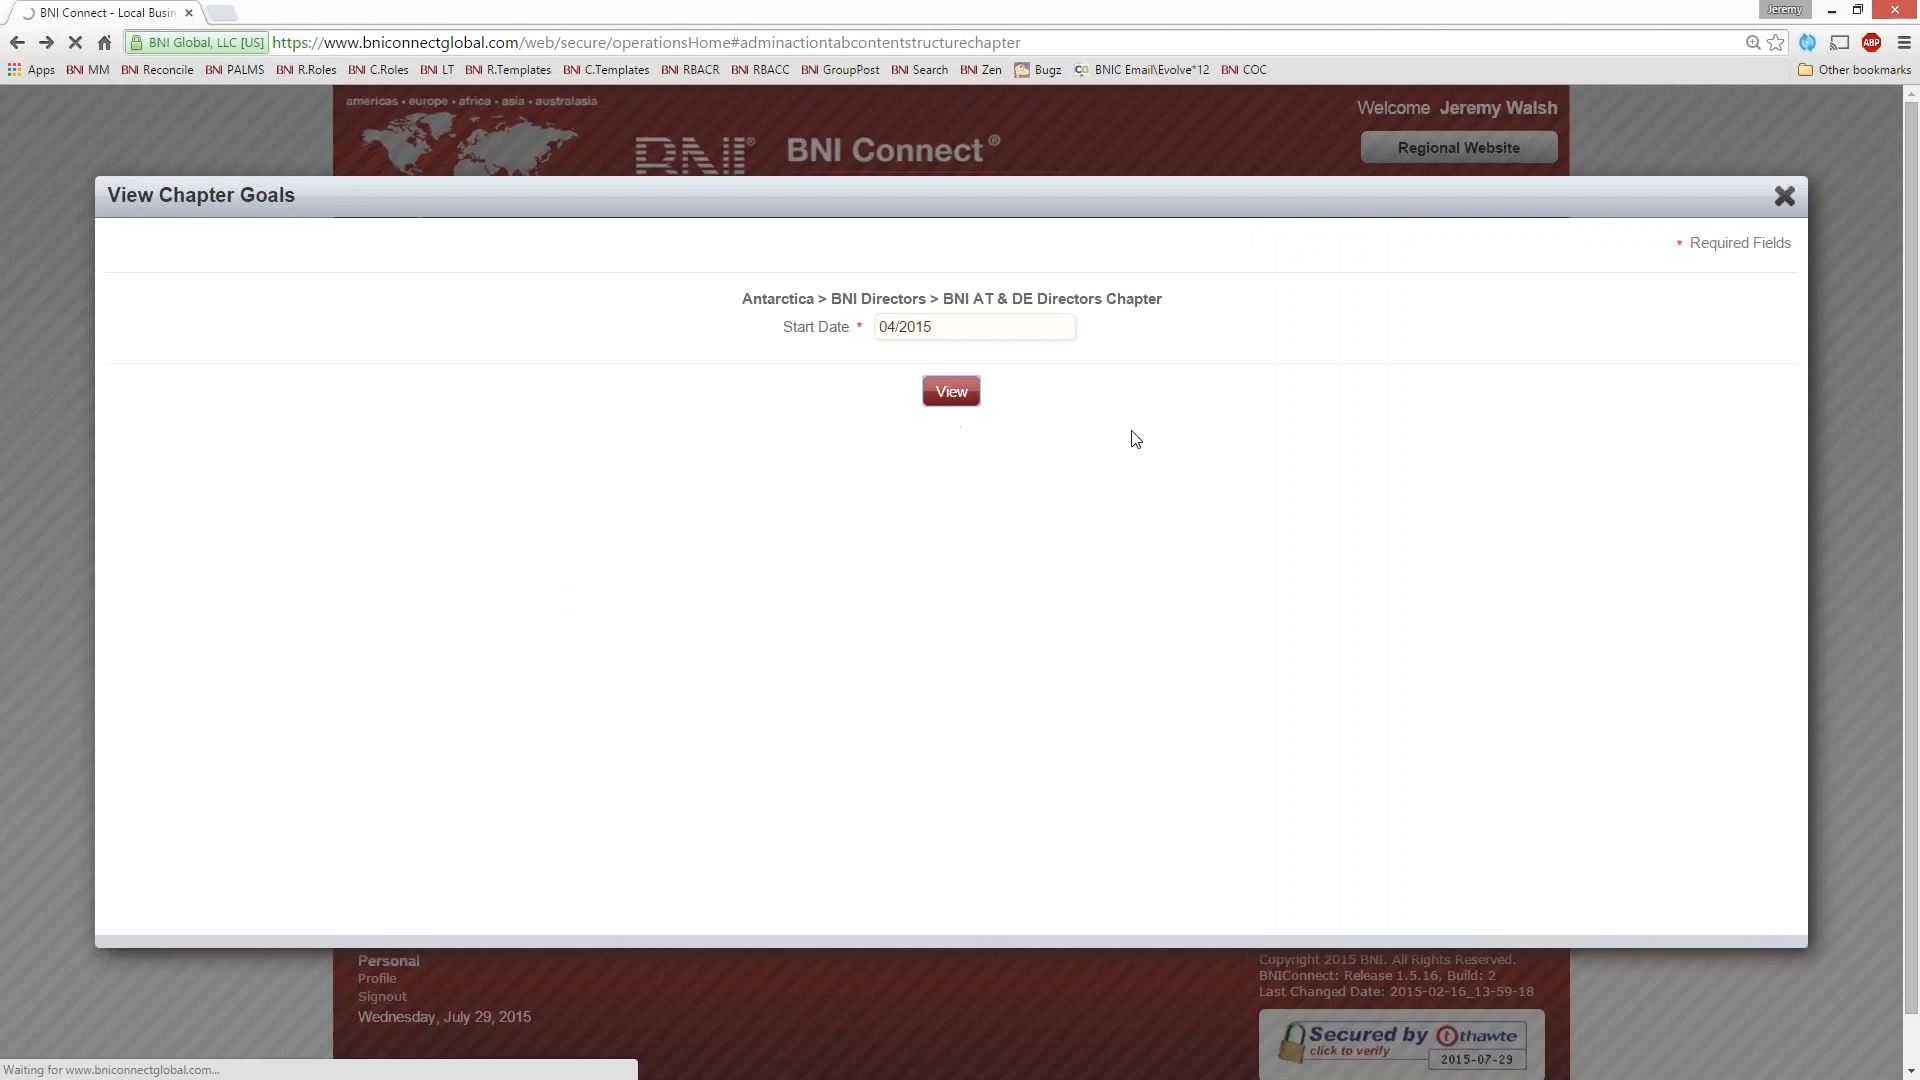 BNI Connect - Local Busin
Jeremy
BNI Global, LLC [US] https://www.bniconnectglobal.com/web/secure/operationsHome#adminactiontabcontentstructurechapter
ABP
Apps BNI MM BNI Reconcile BNI PALMS BNI R.Roles BNI C.Roles BNI LT BNI R.Templates BNI C.Templates BNI RBACR BNI RBACC BNI GroupPost BNI Search BNI Zen Bugz CG BNIC Email\Evolve*12 BNI COC Other bookmarks
americas • europe • africa • asia • australasia
Welcome Jeremy Walsh
BNI® BNI Connect®
Regional Website
View Chapter Goals
* Required Fields
Antarctica > BNI Directors > BNI AT & DE Directors Chapter
Start Date * 04/2015
View
Personal
Profile
Signout
Wednesday, July 29, 2015
Copyright 2015 BNI. All Rights Reserved.
BNIConnect: Release 1.5.16, Build: 2
Last Changed Date: 2015-02-16_13-59-18
Secured by thawte
click to verify
2015-07-29
Waiting for www.bniconnectglobal.com...